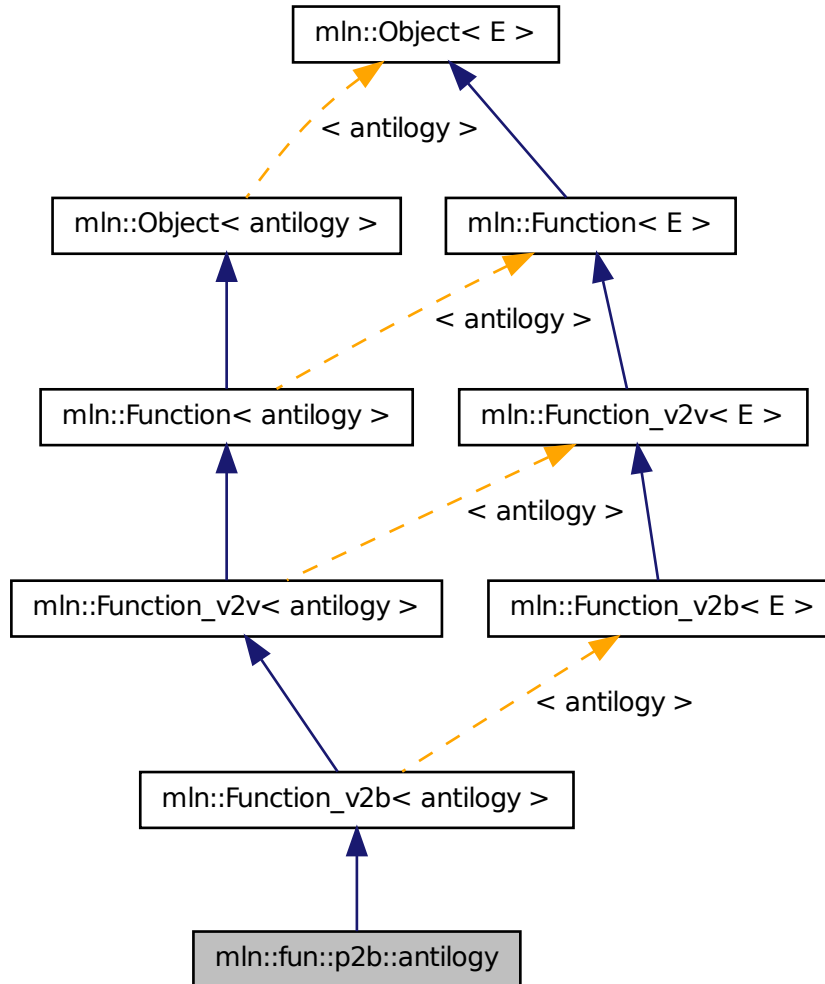 mln::Object< E >
< antilogy >
mln::Object< antilogy >
mln::Function< E >
< antilogy >
mln::Function< antilogy >
mln::Function_v2v< E >
< antilogy >
mln::Function_v2v< antilogy >
mln::Function_v2b< E >
< antilogy >
mln::Function_v2b< antilogy >
mln::fun::p2b::antilogy